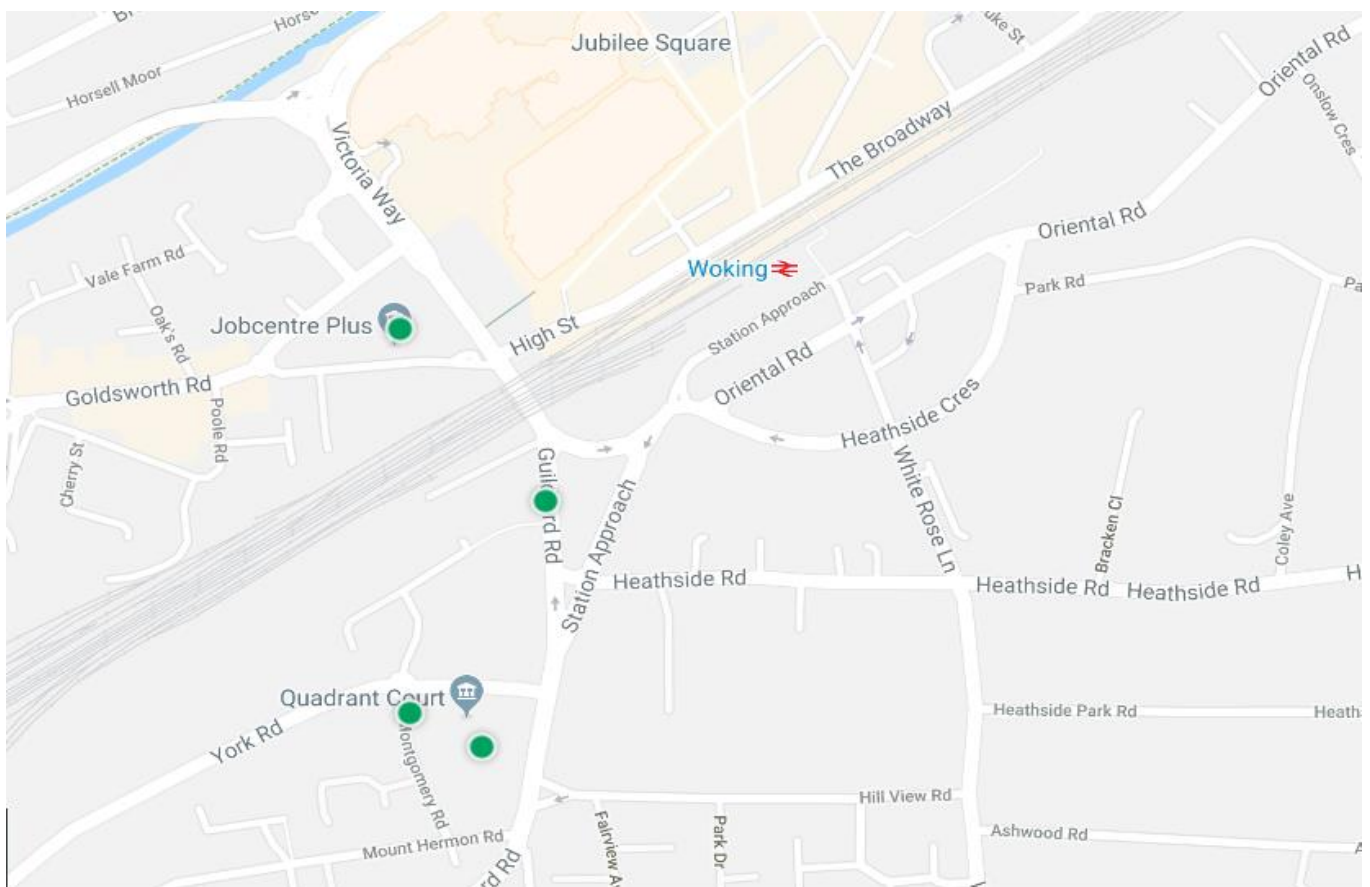 Horsell Moor
Jubilee Square
Oriental Rd
Onslow Cres
Victoria Way
The Broadway
Oriental Rd
Vale Farm Rd
Woking
Park Rd
Oak's Rd
Station Approach
Jobcentre Plus
High St
Oriental Rd
Goldsworth Rd
Poole Rd
Heathside Cres
Cherry St
White Rose Ln
Station Approach
Bracken Cl
Coley Ave
Heathside Rd
Heathside Rd
Heathside Rd
Quadrant Court
York Rd
Heathside Park Rd
Hill View Rd
Mount Hermon Rd
Park Dr
Ashwood Rd